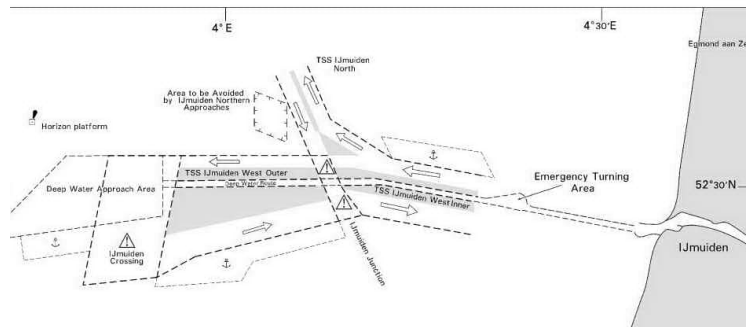 4°E
4°30'E
Egmond aan Ze
TSS IJmuiden
North
Area to be Avoided
by IJmuiden Northern
Approaches
Horizon platform
TSS IJmuiden West Outer
Deep Water Route
Deep Water Approach Area
TSS IJmuiden West Inner
Emergency Turning
Area
52°30'N
IJmuiden
Crossing
IJmuiden Junction
IJmuiden